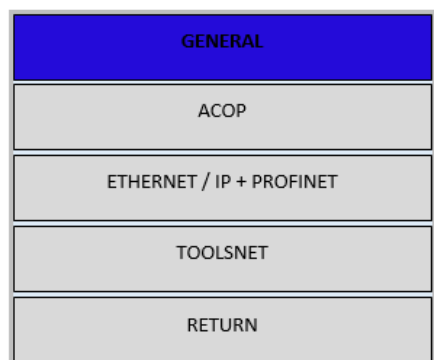 GENERAL
ACOP
ETHERNET / IP + PROFINET
TOOLSNET
RETURN